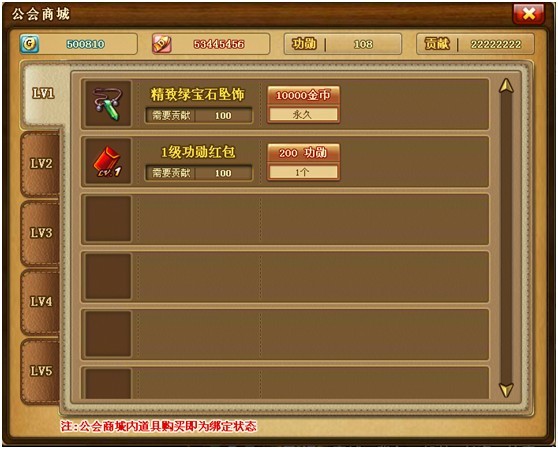 公会商城
G 500810 53445456 功勋 108 贡献 22222222
LV1
精致绿宝石坠饰 10000金币
需要贡献 100 永久
LV2
1级功勋红包 200 功勋
LV.1 需要贡献 100 1个
LV3
LV4
LV5
注:公会商城内道具购买即为绑定状态